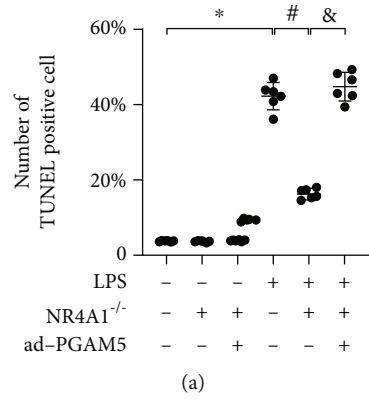 * # &
60%
40%
20%
0
Number of
TUNEL positive cell
LPS – – – + + +
NR4A1-/- – + + – + +
ad–PGAM5 – – + – – +
(a)